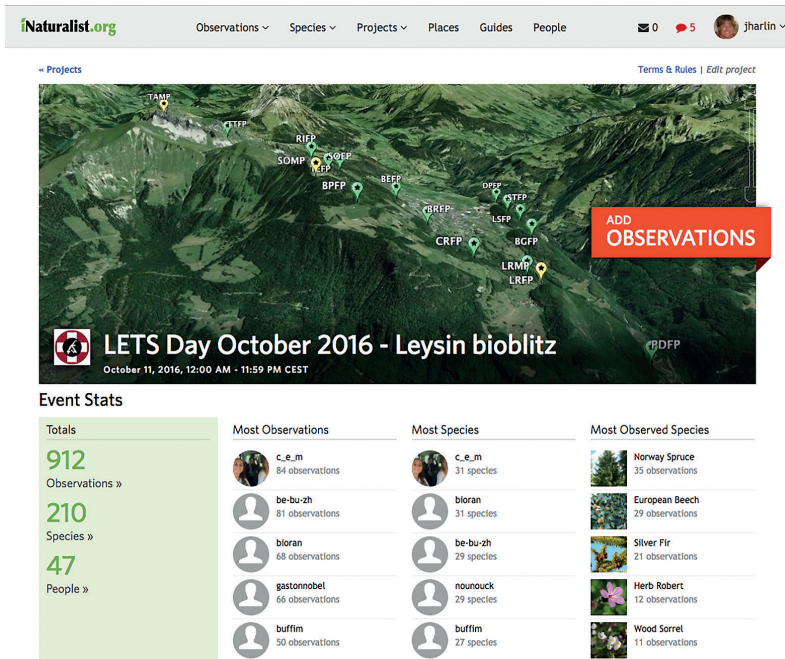 iNaturalist.org
Observations Species Projects Places Guides People
0 5 jharlin
« Projects
Terms & Rules | Edit project
TAMP
TTFP
RIFP
SOMP SOFP
BPFP BEFP
DPFP
STFP
BRFP
LSFP
CRFP BGFP
LRMP
LRFP
PDFP
ADD
OBSERVATIONS
LETS Day October 2016 - Leysin bioblitz
October 11, 2016, 12:00 AM - 11:59 PM CEST
Event Stats
Totals
912
Observations »
210
Species »
47
People »
Most Observations
c_e_m
84 observations
be-bu-zh
81 observations
bioran
68 observations
gastonnobel
66 observations
buffim
50 observations
Most Species
c_e_m
31 species
bioran
31 species
be-bu-zh
29 species
nounouck
29 species
buffim
27 species
Most Observed Species
Norway Spruce
35 observations
European Beech
29 observations
Silver Fir
21 observations
Herb Robert
12 observations
Wood Sorrel
11 observations